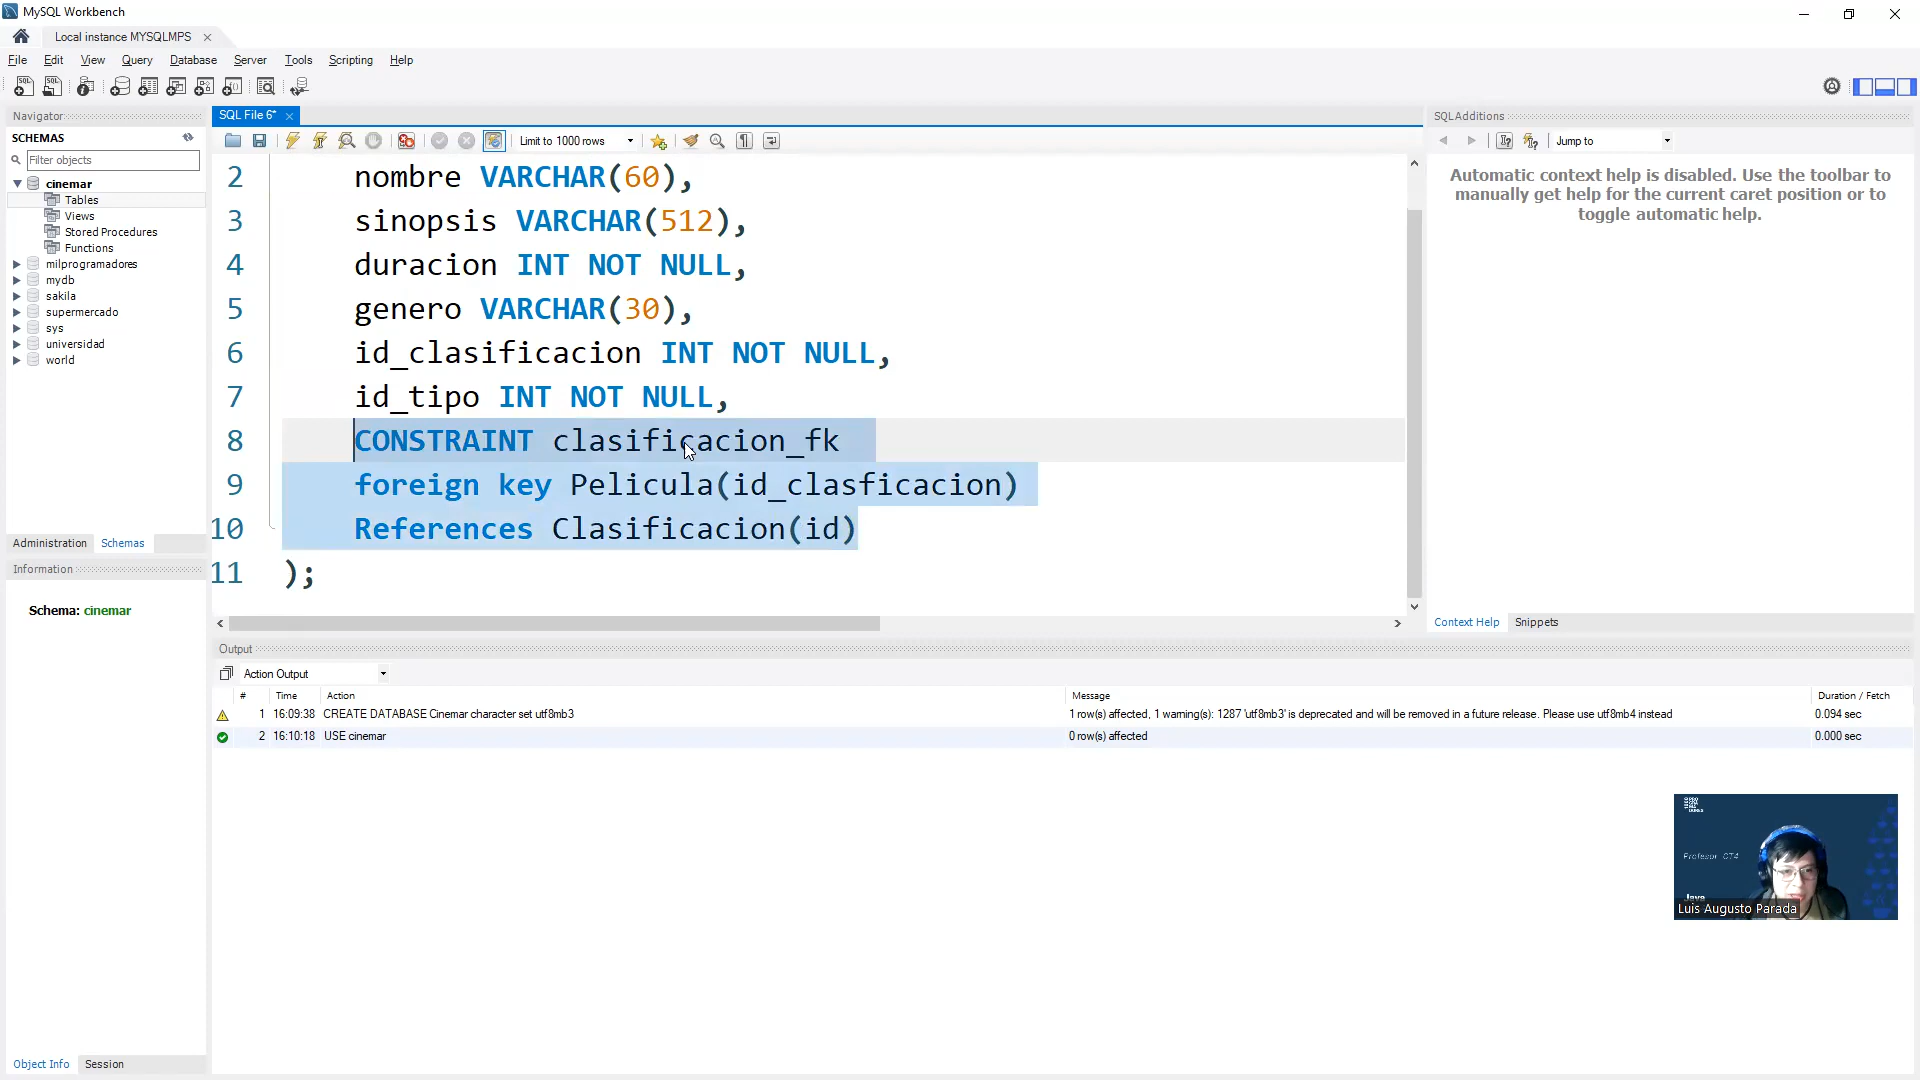 MySQL Workbench
Local instance MYSQLMPS
File Edit View Query Database Server Tools Scripting Help
Navigator
SCHEMAS
Filter objects
cinemar
Tables
Views
Stored Procedures
Functions
milprogramadores
mydb
sakila
supermercado
sys
universidad
world
Administration Schemas
Information
Schema: cinemar
Object Info Session
SQL File 6*
Limit to 1000 rows
2 nombre VARCHAR(60),
3 sinopsis VARCHAR(512),
4 duracion INT NOT NULL,
5 genero VARCHAR(30),
6 id_clasificacion INT NOT NULL,
7 id_tipo INT NOT NULL,
8 CONSTRAINT clasificacion_fk
9 foreign key Pelicula(id_clasficacion)
10 References Clasificacion(id)
11 );
SQLAdditions
Jump to
Automatic context help is disabled. Use the toolbar to
manually get help for the current caret position or to
toggle automatic help.
Context Help Snippets
Output
Action Output
# Time Action Message Duration / Fetch
1 16:09:38 CREATE DATABASE Cinemar character set utf8mb3 1 row(s) affected, 1 warning(s): 1287 'utf8mb3' is deprecated and will be removed in a future release. Please use utf8mb4 instead 0.094 sec
2 16:10:18 USE cinemar 0 row(s) affected 0.000 sec
Profesor CT4
Java
Luis Augusto Parada